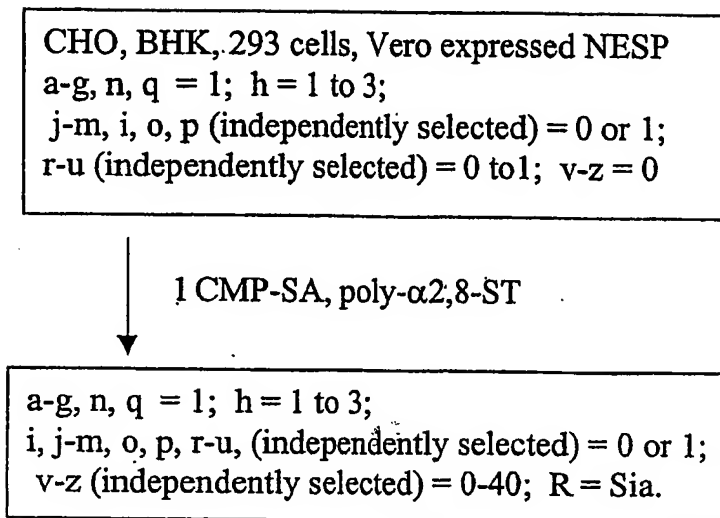 CHO, BHK, 293 cells, Vero expressed NESP
a-g, n, q = 1; h = 1 to 3;
j-m, i, o, p (independently selected) = 0 or 1;
r-u (independently selected) = 0 to1; v-z = 0
1 CMP-SA, poly-α2,8-ST
a-g, n, q = 1; h = 1 to 3;
i, j-m, o, p, r-u, (independently selected) = 0 or 1;
v-z (independently selected) = 0-40; R = Sia.